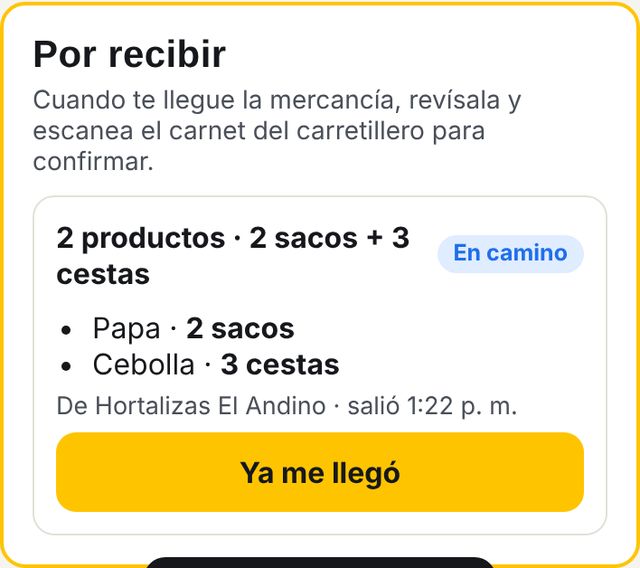 Por recibir
Cuando te llegue la mercancía, revísala y
escanea el carnet del carretillero para
confirmar.
2 productos · 2 sacos + 3
cestas
En camino
• Papa · 2 sacos
• Cebolla · 3 cestas
De Hortalizas El Andino · salió 1:22 p. m.
Ya me llegó